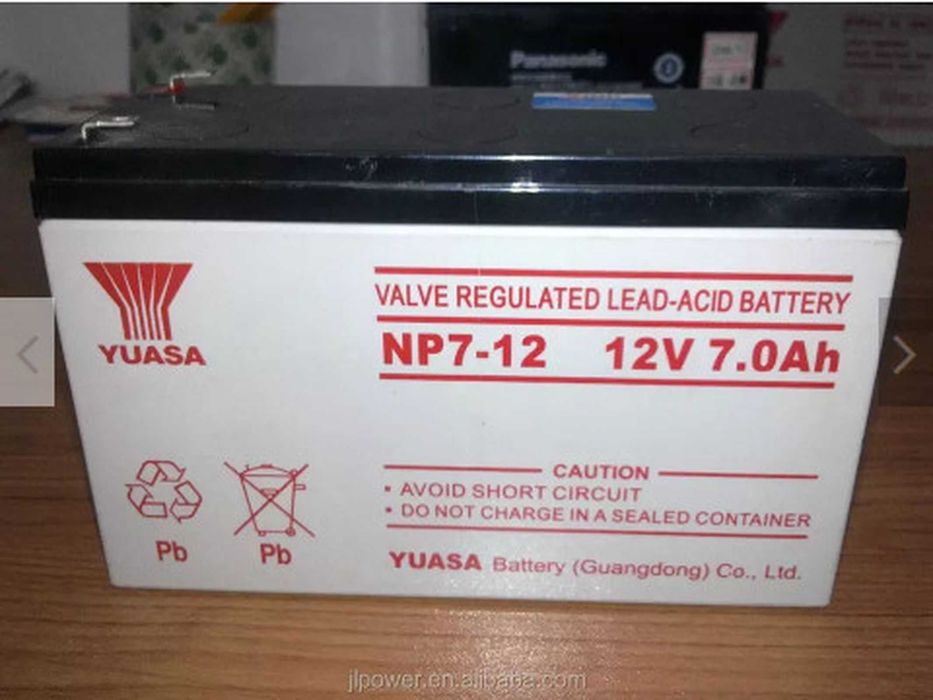 Panasonic
YUASA
VALVE REGULATED LEAD-ACID BATTERY
NP7-12 12V 7.0Ah
CAUTION
• AVOID SHORT CIRCUIT
• DO NOT CHARGE IN A SEALED CONTAINER
Pb
Pb
YUASA Battery (Guangdong) Co., Ltd.
jlpower.en.alibaba.com